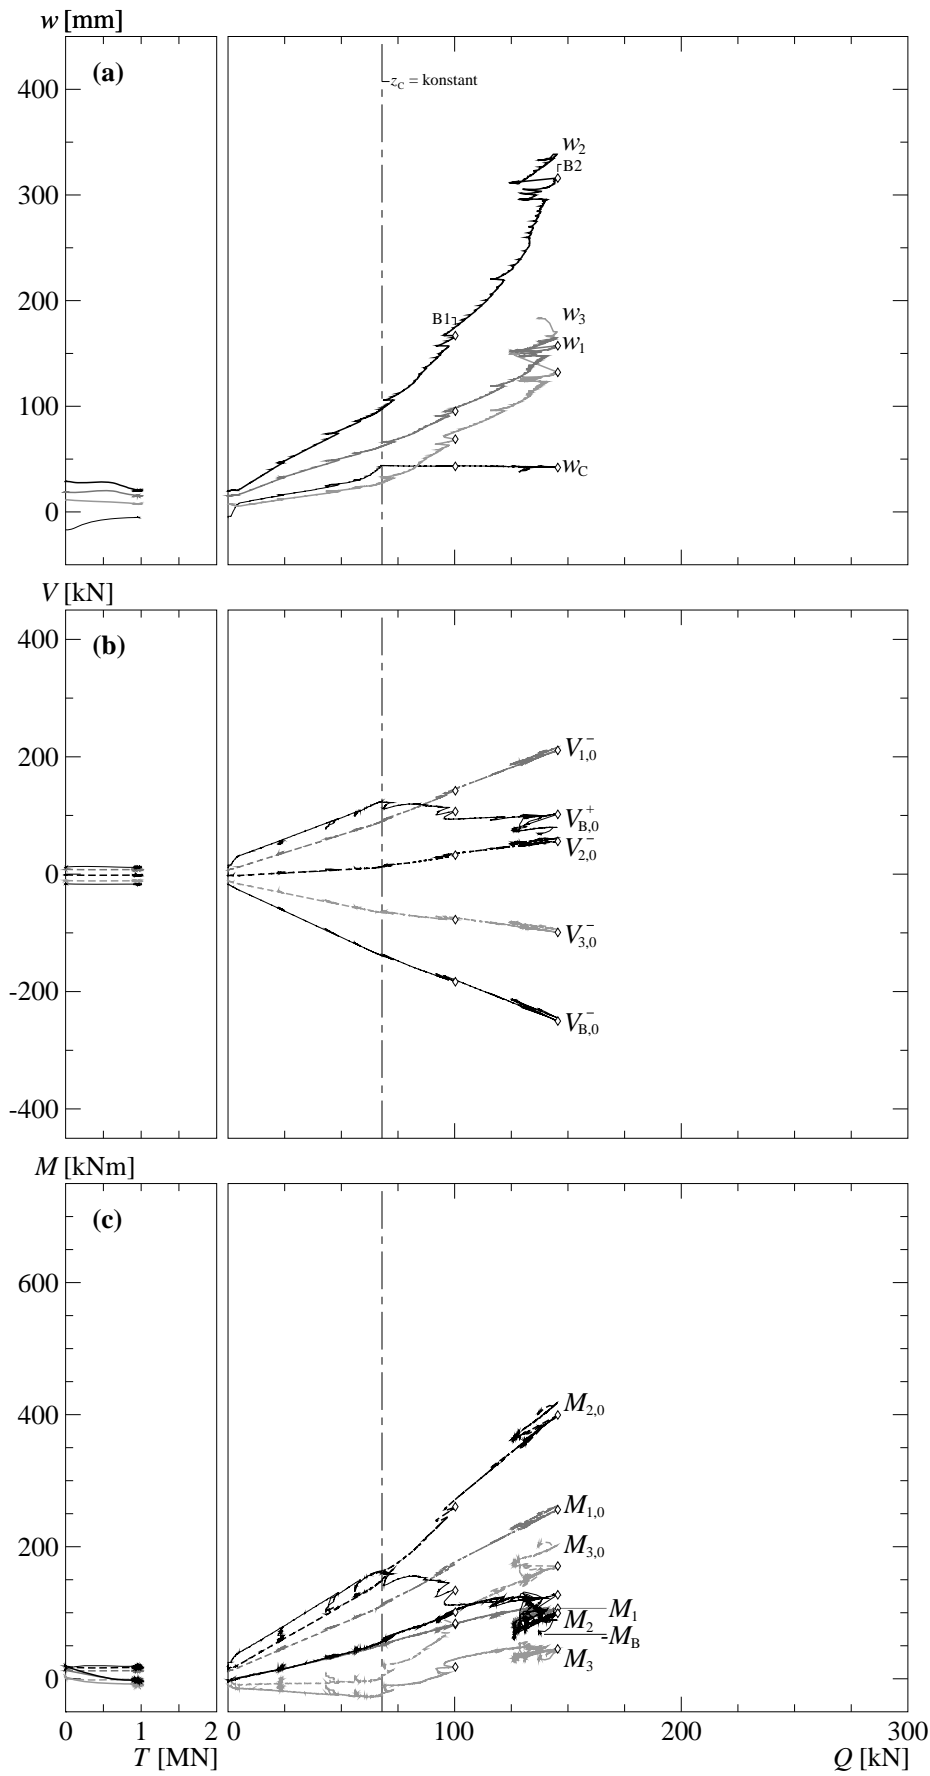 w [mm]
(a)
400
300
200
100
0
z_C = konstant
w_2
B2
B1
w_3
w_1
w_C
V [kN]
(b)
400
200
0
-200
-400
V_{1,0}^−
V_{B,0}^+
V_{2,0}^−
V_{3,0}^−
V_{B,0}^−
M [kNm]
(c)
600
400
200
0
M_{2,0}
M_{1,0}
M_{3,0}
M_1
M_2
-M_B
M_3
0 1 2 0 100 200 300
T [MN] Q [kN]